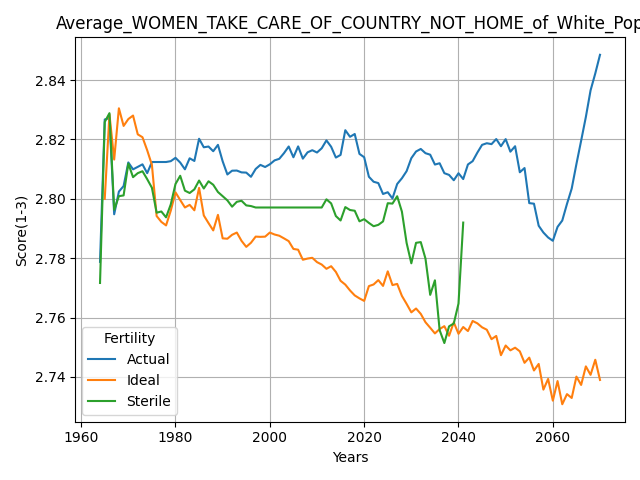 Average_WOMEN_TAKE_CARE_OF_COUNTRY_NOT_HOME_of_White_Pop
2.84
2.82
2.80
2.78
2.76
2.74
Score(1-3)
Fertility
Actual
Ideal
Sterile
1960 1980 2000 2020 2040 2060
Years